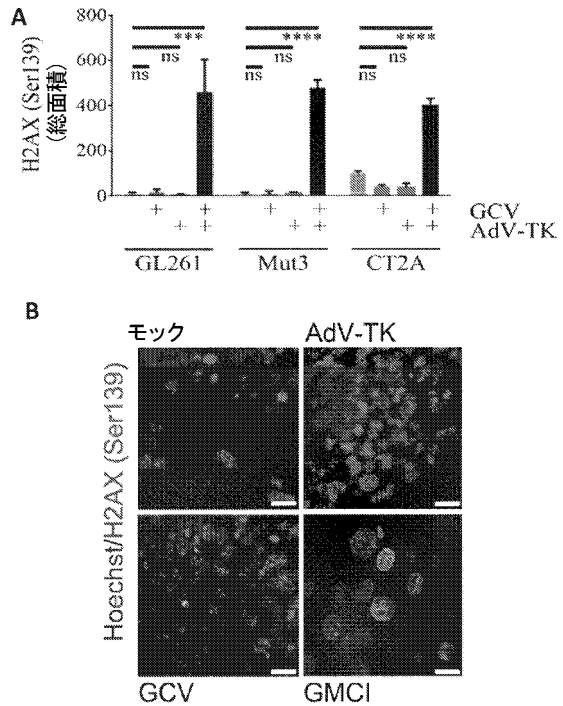 A
800
600
400
200
0
H2AX (Ser139)
(総面積)
*** **** ****
ns ns ns
ns ns ns
+ + + + + + GCV
+ + + + + + AdV-TK
GL261 Mut3 CT2A
B
モック AdV-TK
Hoechst/H2AX (Ser139)
GCV GMCI